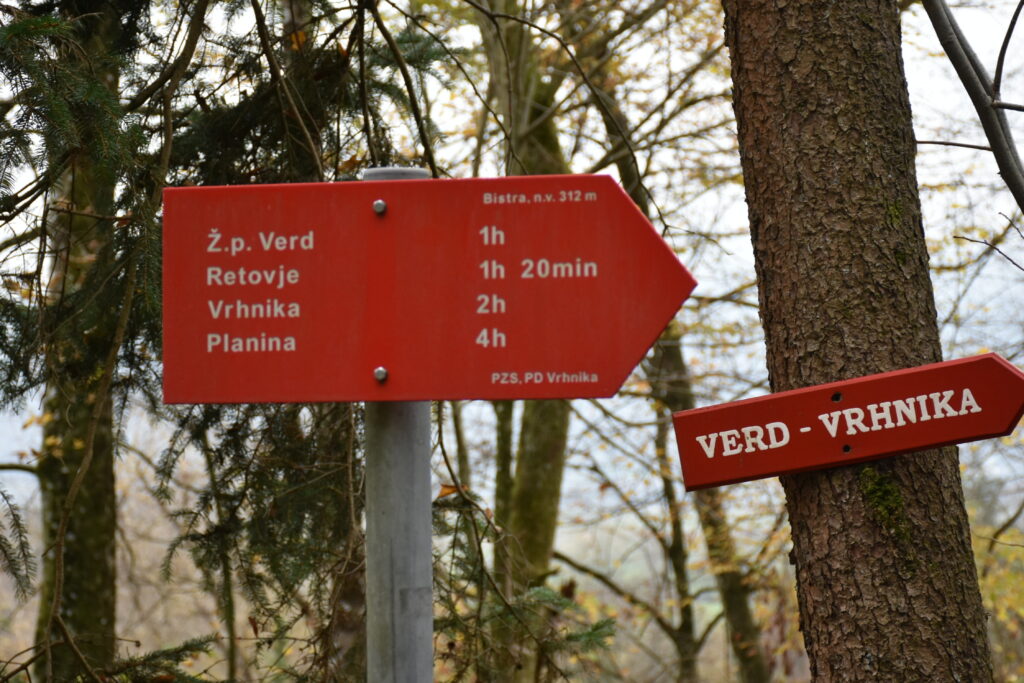 Bistra, n.v. 312 m
Ž.p. Verd 1h
Retovje 1h 20min
Vrhnika 2h
Planina 4h
PZS, PD Vrhnika
VERD - VRHNIKA